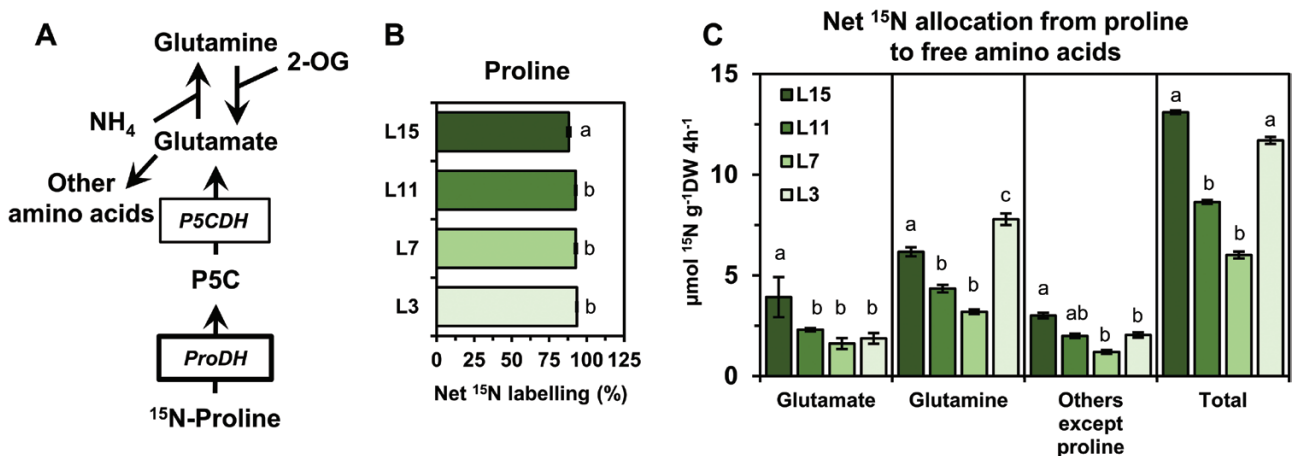 A
Glutamine
2-OG
NH4
Glutamate
Other
amino acids
P5CDH
P5C
ProDH
15N-Proline
B
Proline
L15
a
L11
b
L7
b
L3
b
0 25 50 75 100 125
Net 15N labelling (%)
C
Net 15N allocation from proline
to free amino acids
µmol 15N g-1DW 4h-1
15
10
5
0
L15
L11
L7
L3
a b b b
a b b c
a ab b b
a b b a
Glutamate
Glutamine
Others
except
proline
Total